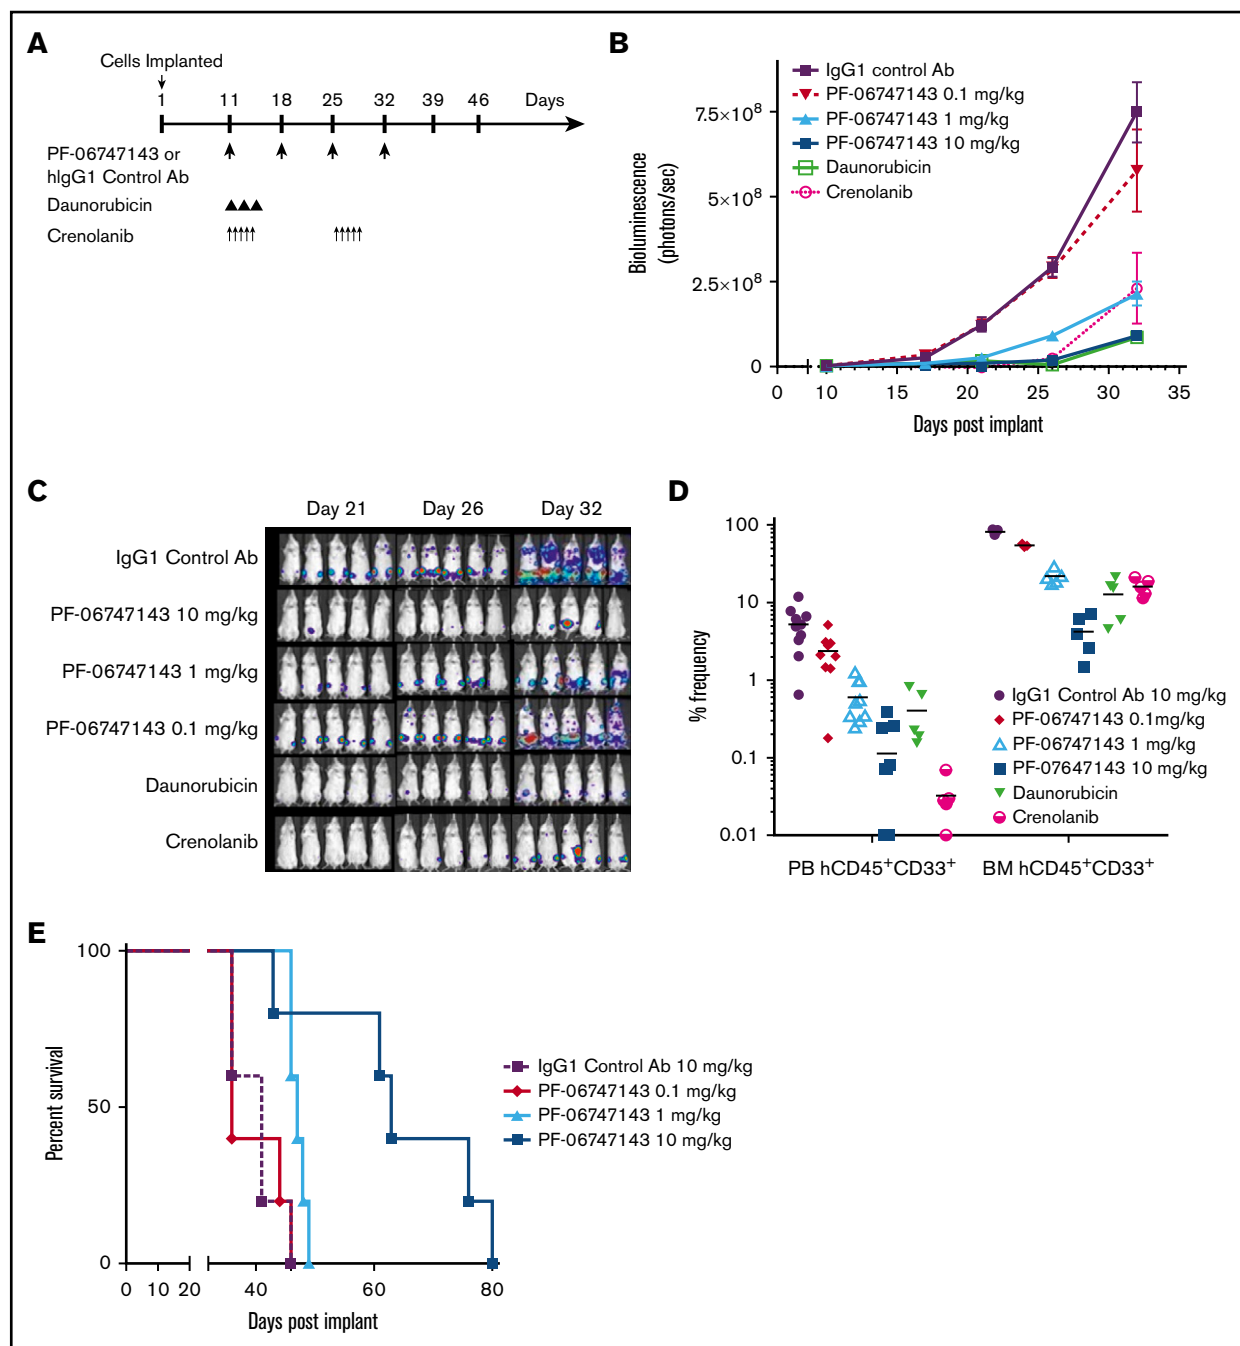 A
Cells Implanted
1 11 18 25 32 39 46 Days
PF-06747143 or
hIgG1 Control Ab
Daunorubicin
Crenolanib
B
IgG1 control Ab
PF-06747143 0.1 mg/kg
PF-06747143 1 mg/kg
PF-06747143 10 mg/kg
Daunorubicin
Crenolanib
Bioluminescence
(photons/sec)
7.5×10⁸
5×10⁸
2.5×10⁸
0
0 10 15 20 25 30 35
Days post implant
C
Day 21 Day 26 Day 32
IgG1 Control Ab
PF-06747143 10 mg/kg
PF-06747143 1 mg/kg
PF-06747143 0.1 mg/kg
Daunorubicin
Crenolanib
D
% frequency
100
10
1
0.1
0.01
IgG1 Control Ab 10 mg/kg
PF-06747143 0.1mg/kg
PF-06747143 1 mg/kg
PF-07647143 10 mg/kg
Daunorubicin
Crenolanib
PB hCD45⁺CD33⁺ BM hCD45⁺CD33⁺
E
Percent survival
100
50
0
0 10 20 40 60 80
Days post implant
IgG1 Control Ab 10 mg/kg
PF-06747143 0.1 mg/kg
PF-06747143 1 mg/kg
PF-06747143 10 mg/kg